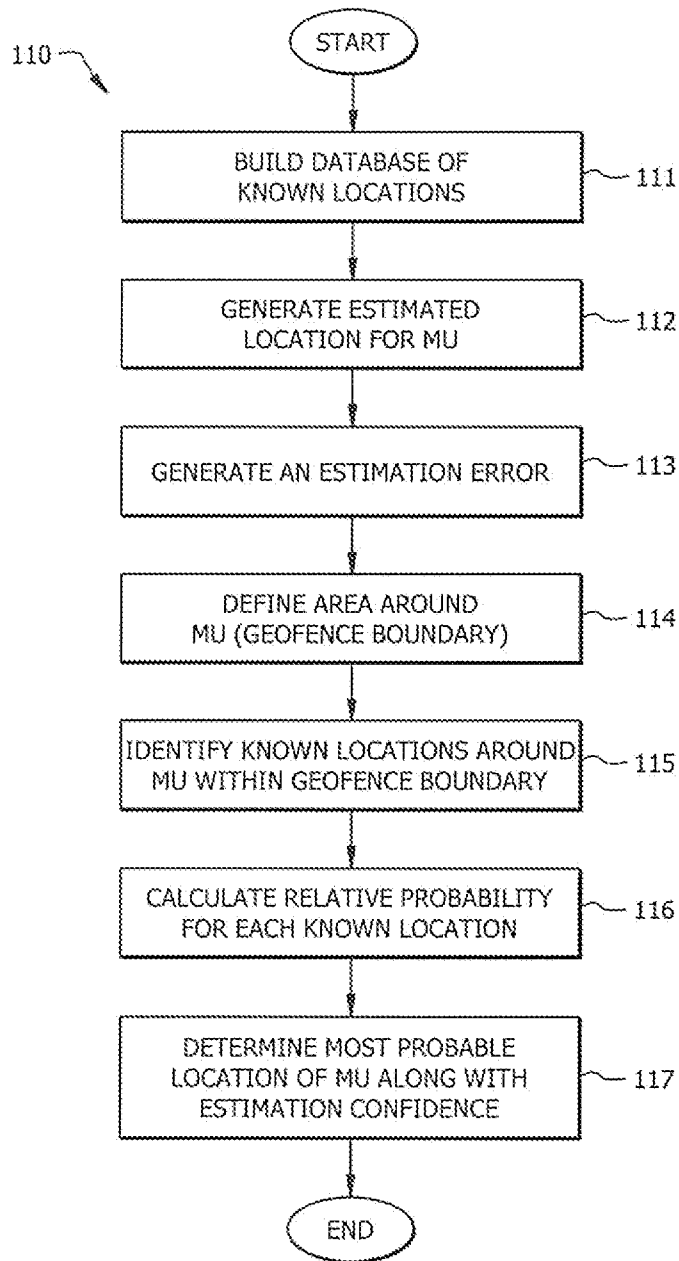 110
START
BUILD DATABASE OF
KNOWN LOCATIONS
111
GENERATE ESTIMATED
LOCATION FOR MU
112
GENERATE AN ESTIMATION ERROR
113
DEFINE AREA AROUND
MU (GEOFENCE BOUNDARY)
114
IDENTIFY KNOWN LOCATIONS AROUND
MU WITHIN GEOFENCE BOUNDARY
115
CALCULATE RELATIVE PROBABILITY
FOR EACH KNOWN LOCATION
116
DETERMINE MOST PROBABLE
LOCATION OF MU ALONG WITH
ESTIMATION CONFIDENCE
117
END